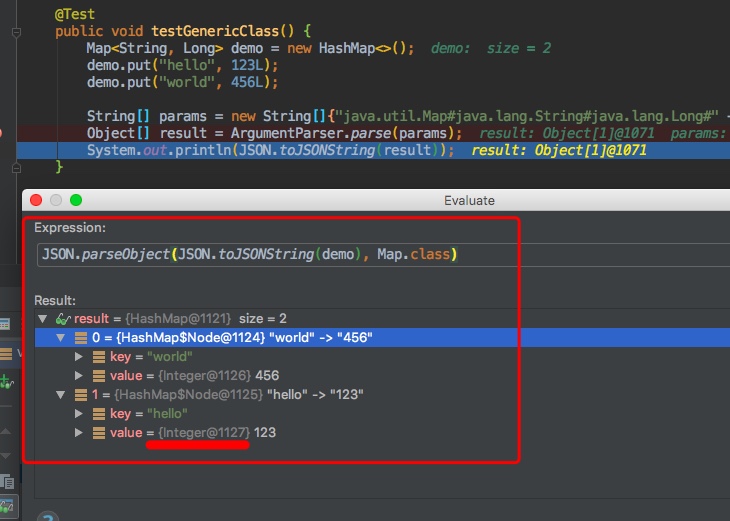 @Test
public void testGenericClass() {
Map<String, Long> demo = new HashMap<>(); demo: size = 2
demo.put("hello", 123L);
demo.put("world", 456L);
String[] params = new String[]{"java.util.Map#java.lang.String#java.lang.Long#" +
Object[] result = ArgumentParser.parse(params); result: Object[1]@1071 params:
System.out.println(JSON.toJSONString(result)); result: Object[1]@1071
}
Evaluate
Expression:
JSON.parseObject(JSON.toJSONString(demo), Map.class)
Result:
result = {HashMap@1121} size = 2
0 = {HashMap$Node@1124} "world" -> "456"
key = "world"
value = {Integer@1126} 456
1 = {HashMap$Node@1125} "hello" -> "123"
key = "hello"
value = {Integer@1127} 123